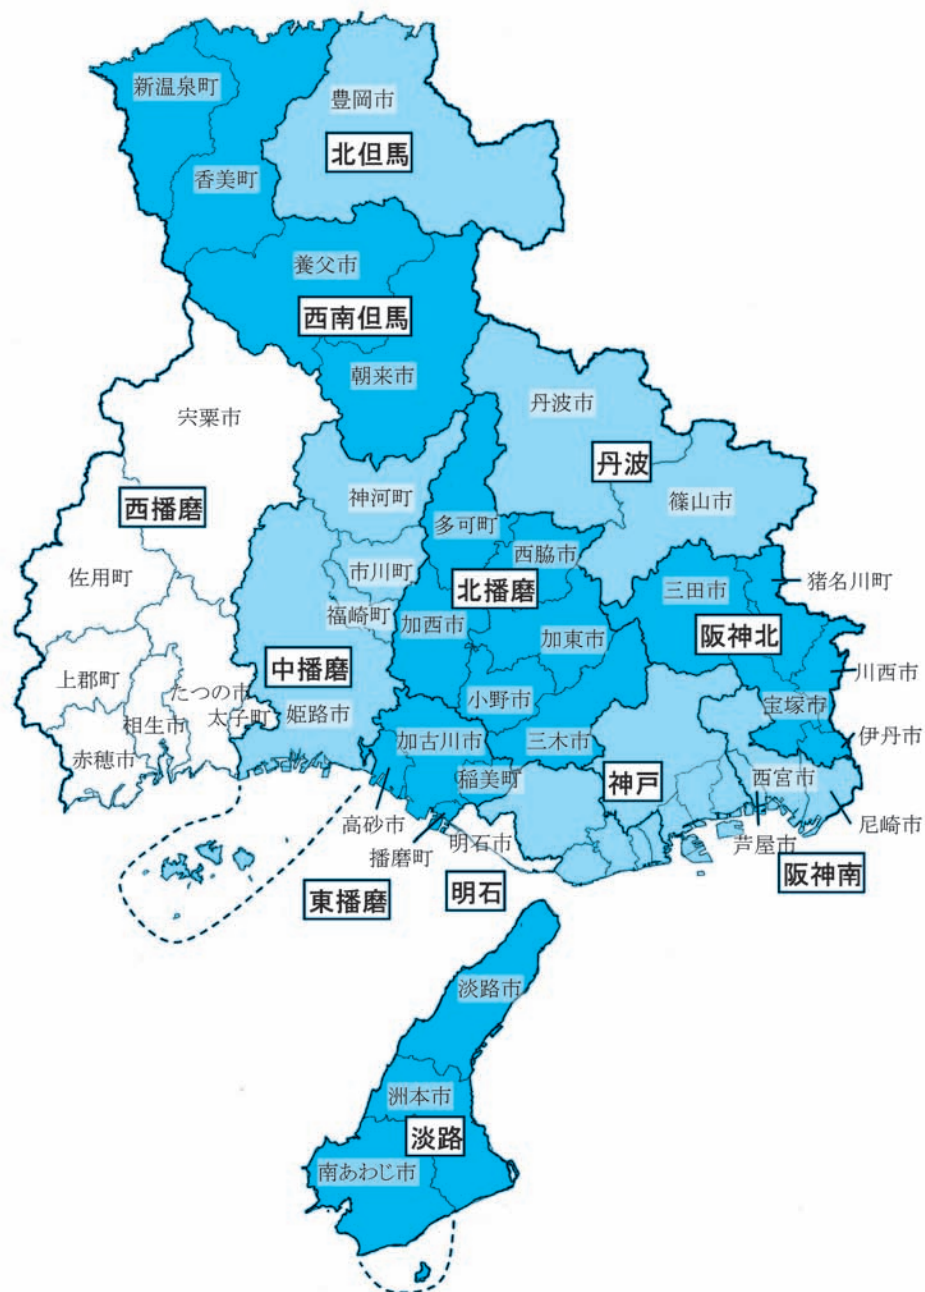 新温泉町
豊岡市
北但馬
香美町
養父市
西南但馬
朝来市
丹波市
宍粟市
丹波
神河町
篠山市
西播磨
多可町
西脇市
佐用町
市川町
北播磨
三田市
猪名川町
福崎町
加西市
加東市
阪神北
中播磨
上郡町
川西市
たつの市
小野市
宝塚市
相生市
太子町
姫路市
赤穂市
加古川市
三木市
伊丹市
稲美町
神戸
西宮市
高砂市
尼崎市
播磨町
明石市
芦屋市
阪神南
東播磨
明石
淡路市
洲本市
淡路
南あわじ市